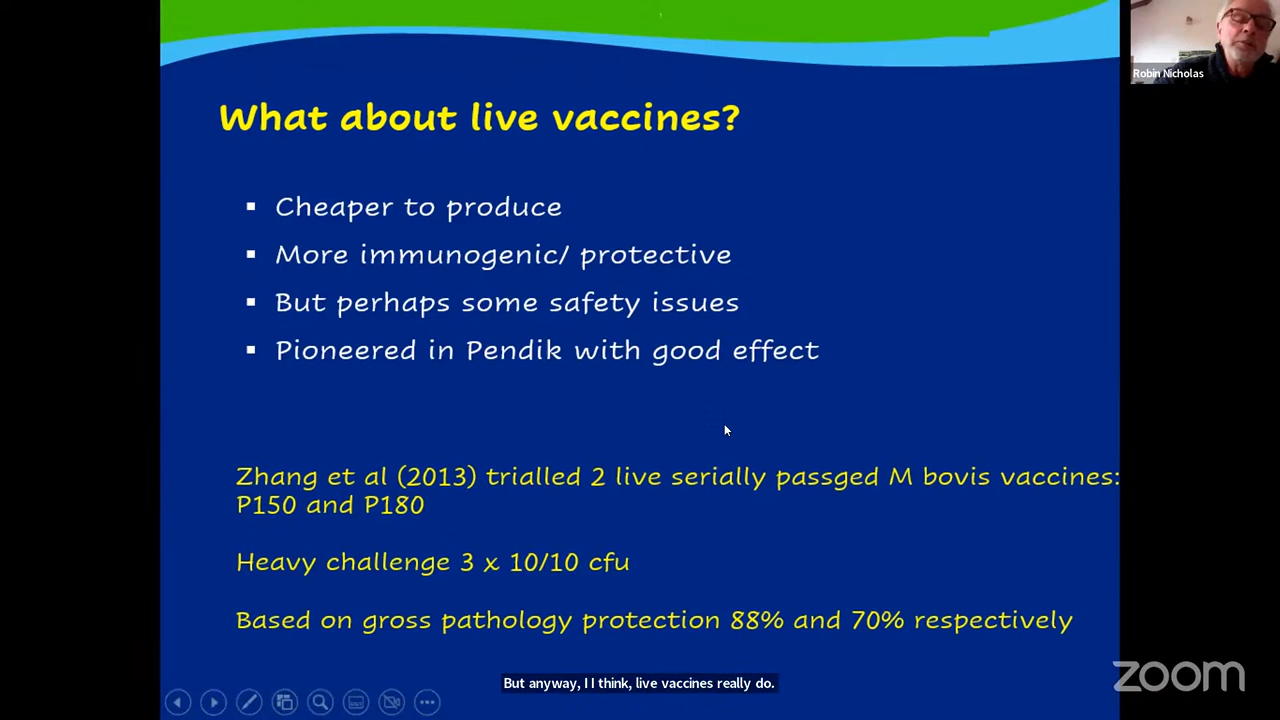 What about live vaccines?
Robin Nicholas
▪ Cheaper to produce
▪ More immunogenic/ protective
▪ But perhaps some safety issues
▪ Pioneered in Pendik with good effect
Zhang et al (2013) trialled 2 live serially passged M bovis vaccines:
P150 and P180
Heavy challenge 3 x 10/10 cfu
Based on gross pathology protection 88% and 70% respectively
But anyway, I I think, live vaccines really do.
zoom